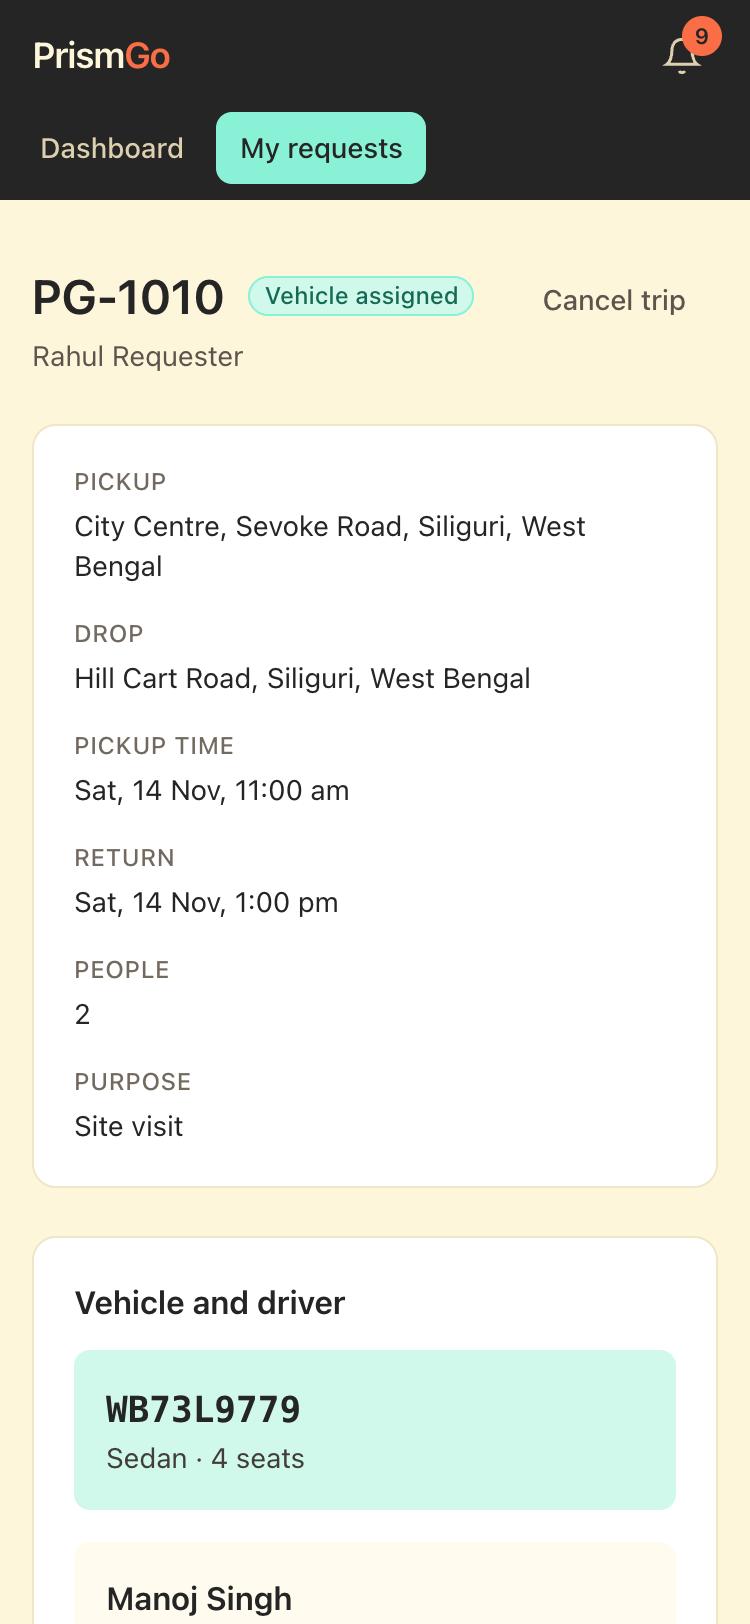 PrismGo
9
Dashboard
My requests
PG-1010
Vehicle assigned
Cancel trip
Rahul Requester
PICKUP
City Centre, Sevoke Road, Siliguri, West
Bengal
DROP
Hill Cart Road, Siliguri, West Bengal
PICKUP TIME
Sat, 14 Nov, 11:00 am
RETURN
Sat, 14 Nov, 1:00 pm
PEOPLE
2
PURPOSE
Site visit
Vehicle and driver
WB73L9779
Sedan · 4 seats
Manoj Singh